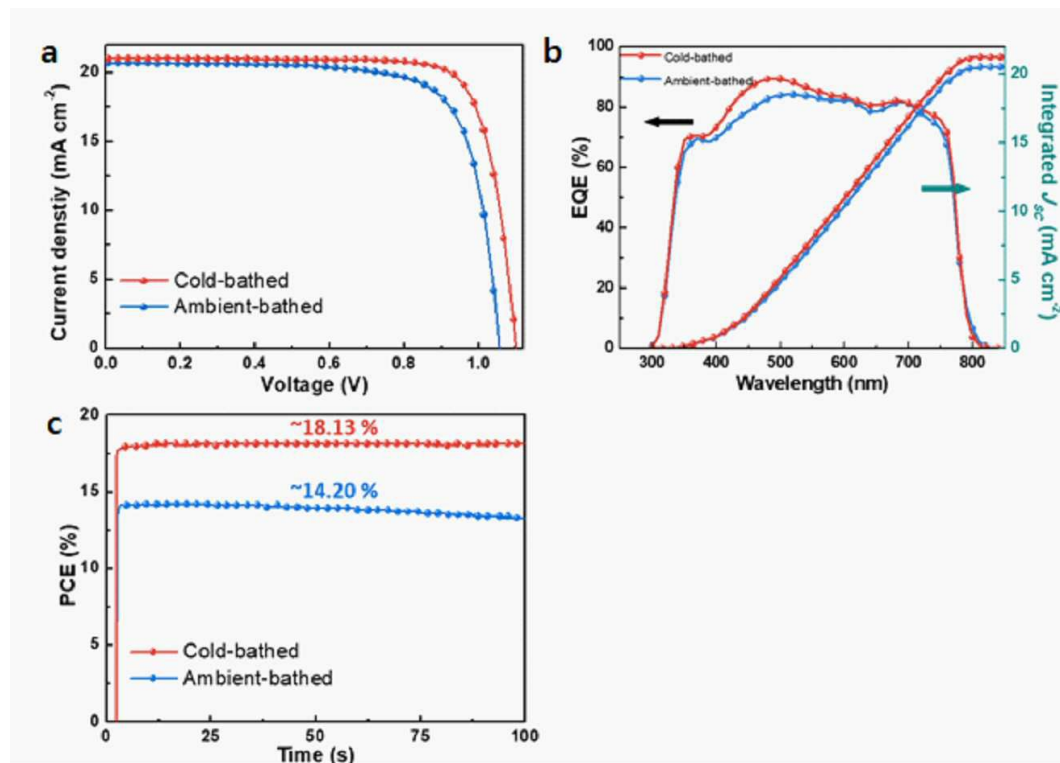 a
Current denstiy (mA cm⁻²)
20
15
10
5
0
Cold-bathed
Ambient-bathed
0.0 0.2 0.4 0.6 0.8 1.0
Voltage (V)
b
EQE (%)
100
80
60
40
20
0
Cold-bathed
Ambient-bathed
20
15
10
5
0
Integrated Jsc (mA cm⁻²)
300 400 500 600 700 800
Wavelength (nm)
c
PCE (%)
20
15
10
5
0
~18.13 %
~14.20 %
Cold-bathed
Ambient-bathed
0 25 50 75 100
Time (s)